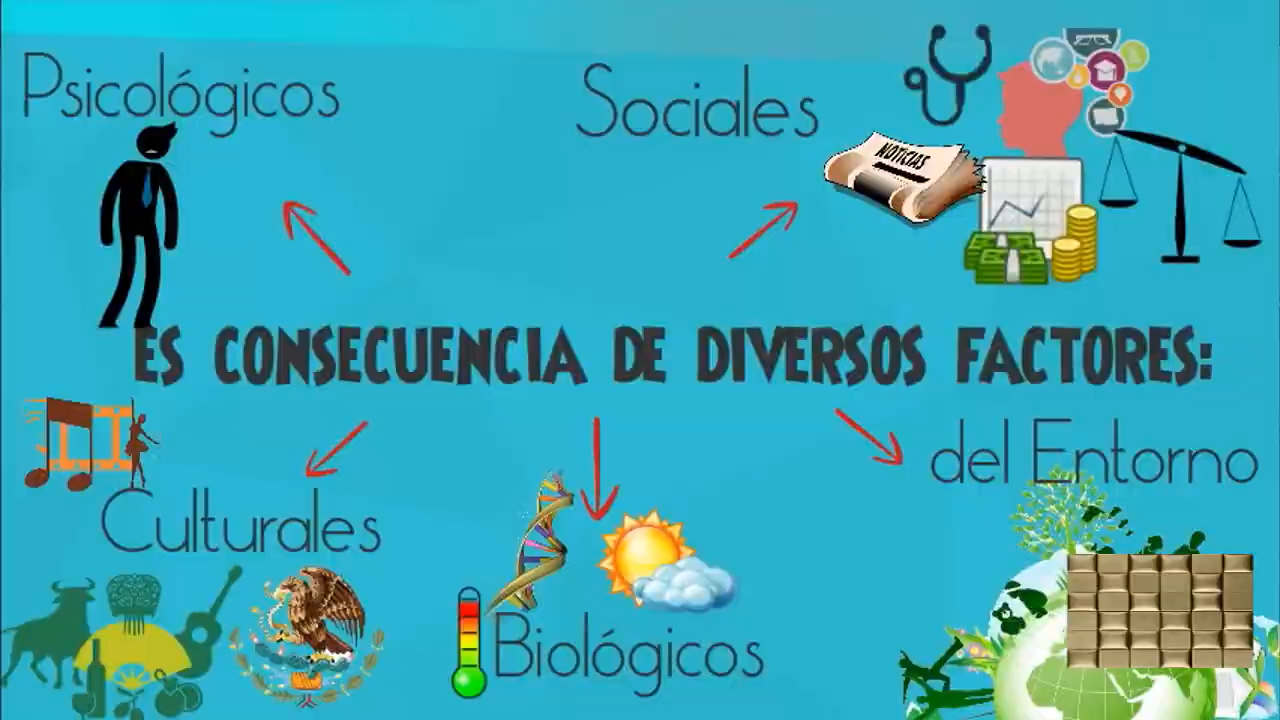 Psicológicos
Sociales
NOTICIAS
ES CONSECUENCIA DE DIVERSOS FACTORES:
del Entorno
Culturales
Biológicos